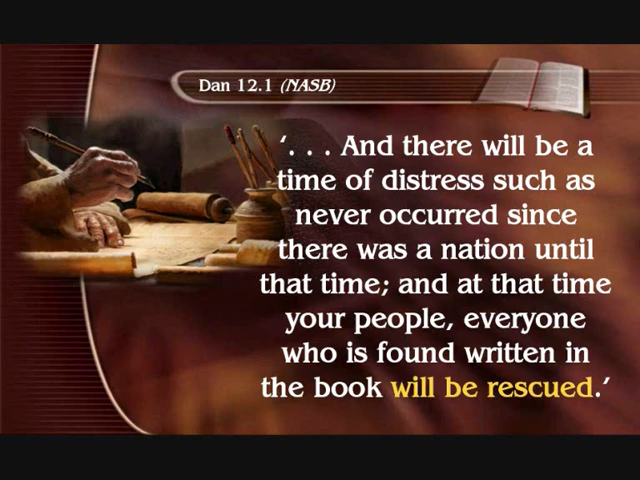 Dan 12.1 (NASB)
‘. . . And there will be a
time of distress such as
never occurred since
there was a nation until
that time; and at that time
your people, everyone
who is found written in
the book will be rescued.’